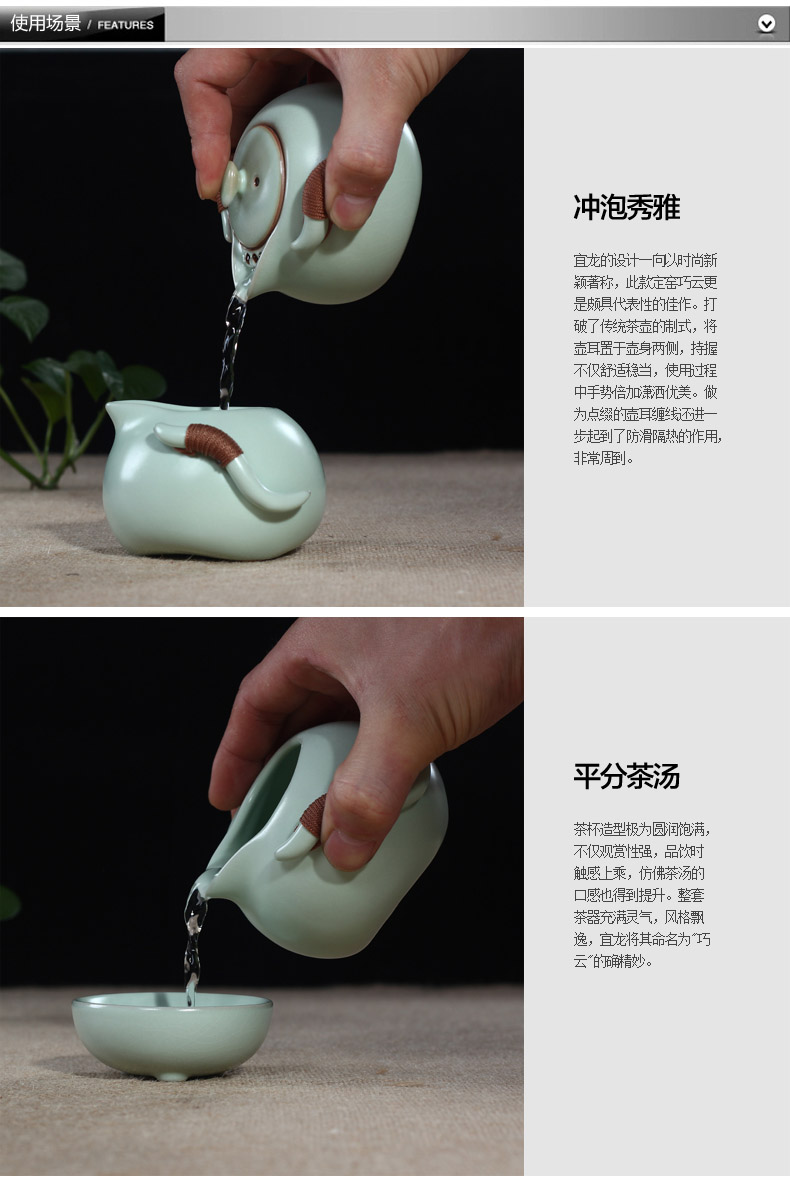 使用场景 / FEATURES
冲泡秀雅
宜龙的设计一向以时尚新
颖著称，此款定窑巧云更
是颇具代表性的佳作。打
破了传统茶壶的制式，将
壶耳置于壶身两侧，持握
不仅舒适稳当，使用过程
中手势倍加潇洒优美。做
为点缀的壶耳缠线还进一
步起到了防滑隔热的作用，
非常周到。
平分茶汤
茶杯造型极为圆润饱满，
不仅观赏性强，品饮时
触感上乘，仿佛茶汤的
口感也得到提升。整套
茶器充满灵气，风格飘
逸，宜龙将其命名为“巧
云”的确精妙。